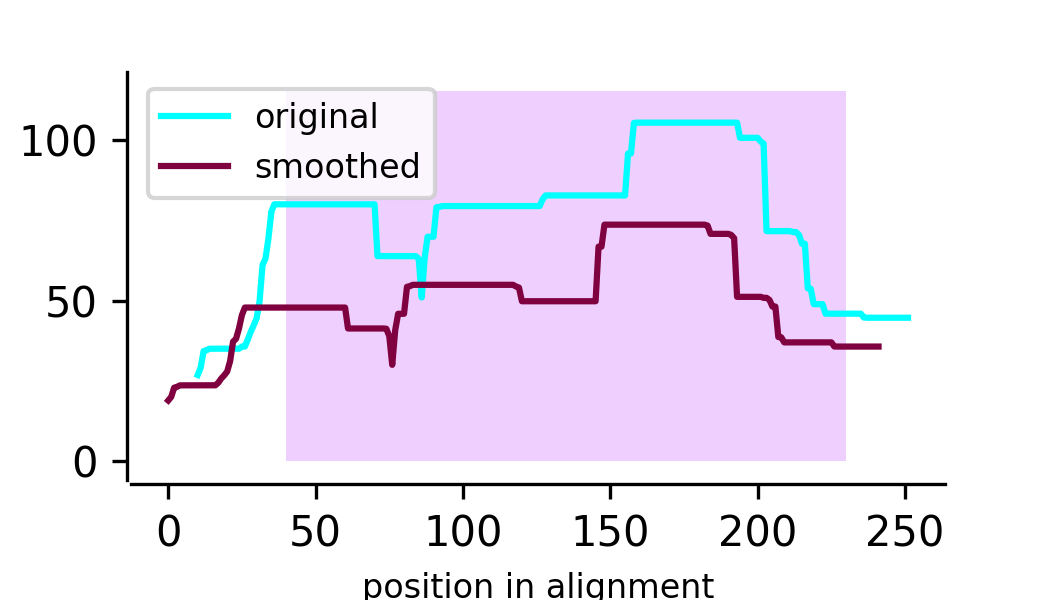 original
smoothed
100
50
0
0 50 100 150 200 250
position in alignment